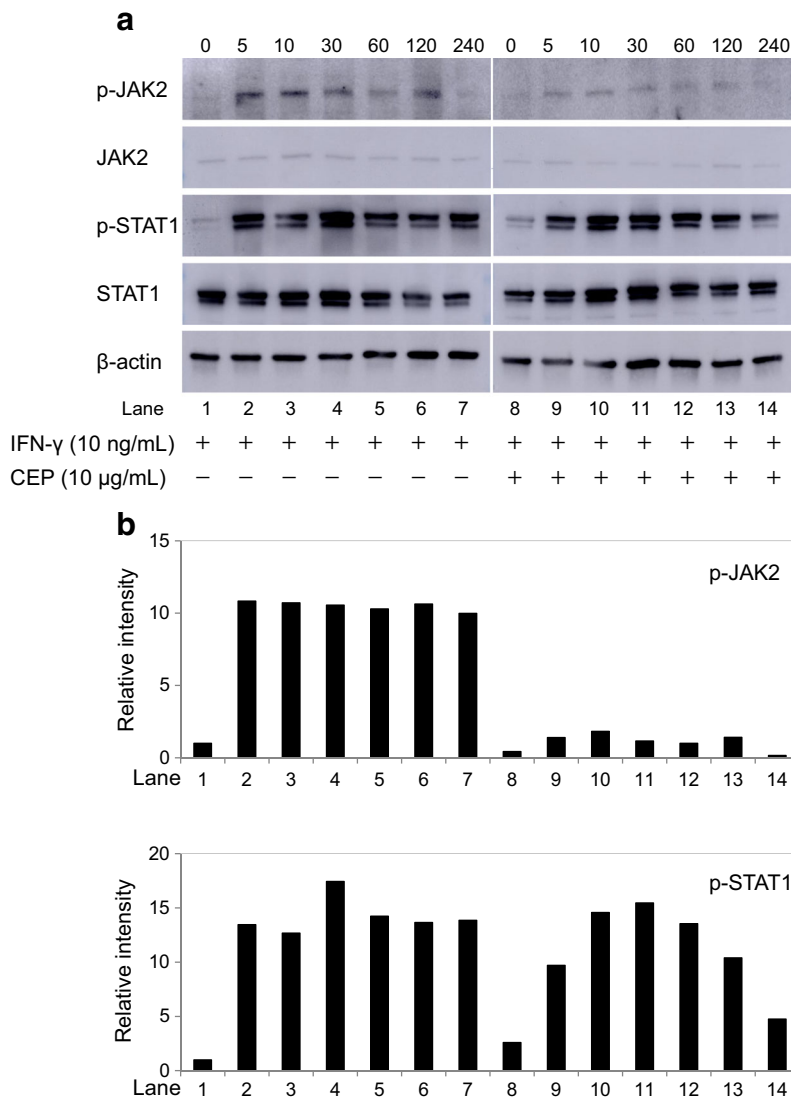 a
0 5 10 30 60 120 240 0 5 10 30 60 120 240
p-JAK2
JAK2
p-STAT1
STAT1
β-actin
Lane 1 2 3 4 5 6 7 8 9 10 11 12 13 14
IFN-γ (10 ng/mL) + + + + + + + + + + + + + +
CEP (10 μg/mL) − − − − − − − + + + + + + +
b
15
p-JAK2
10
5
0
Relative intensity
Lane 1 2 3 4 5 6 7 8 9 10 11 12 13 14
20
p-STAT1
15
10
5
0
Relative intensity
Lane 1 2 3 4 5 6 7 8 9 10 11 12 13 14